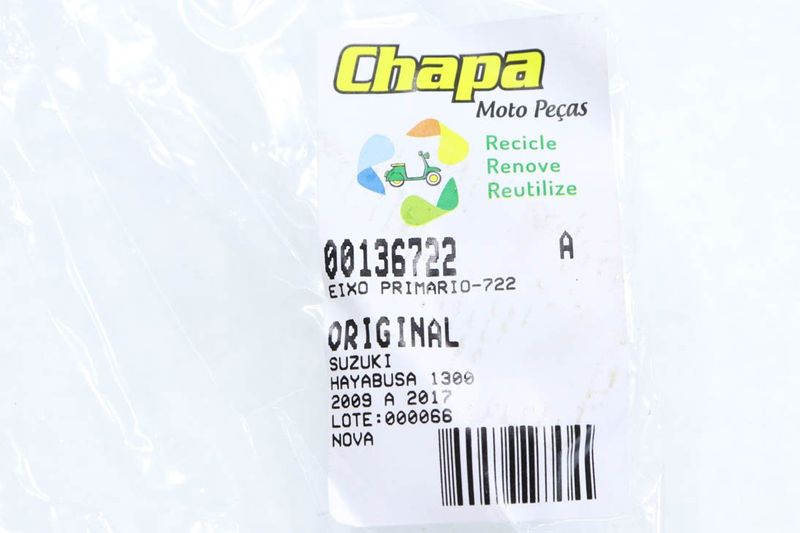 Chapa
Moto Peças
Recicle
Renove
Reutilize
00136722 A
EIXO PRIMARIO-722
ORIGINAL
SUZUKI
HAYABUSA 1300
2009 A 2017
LOTE:000066
NOVA